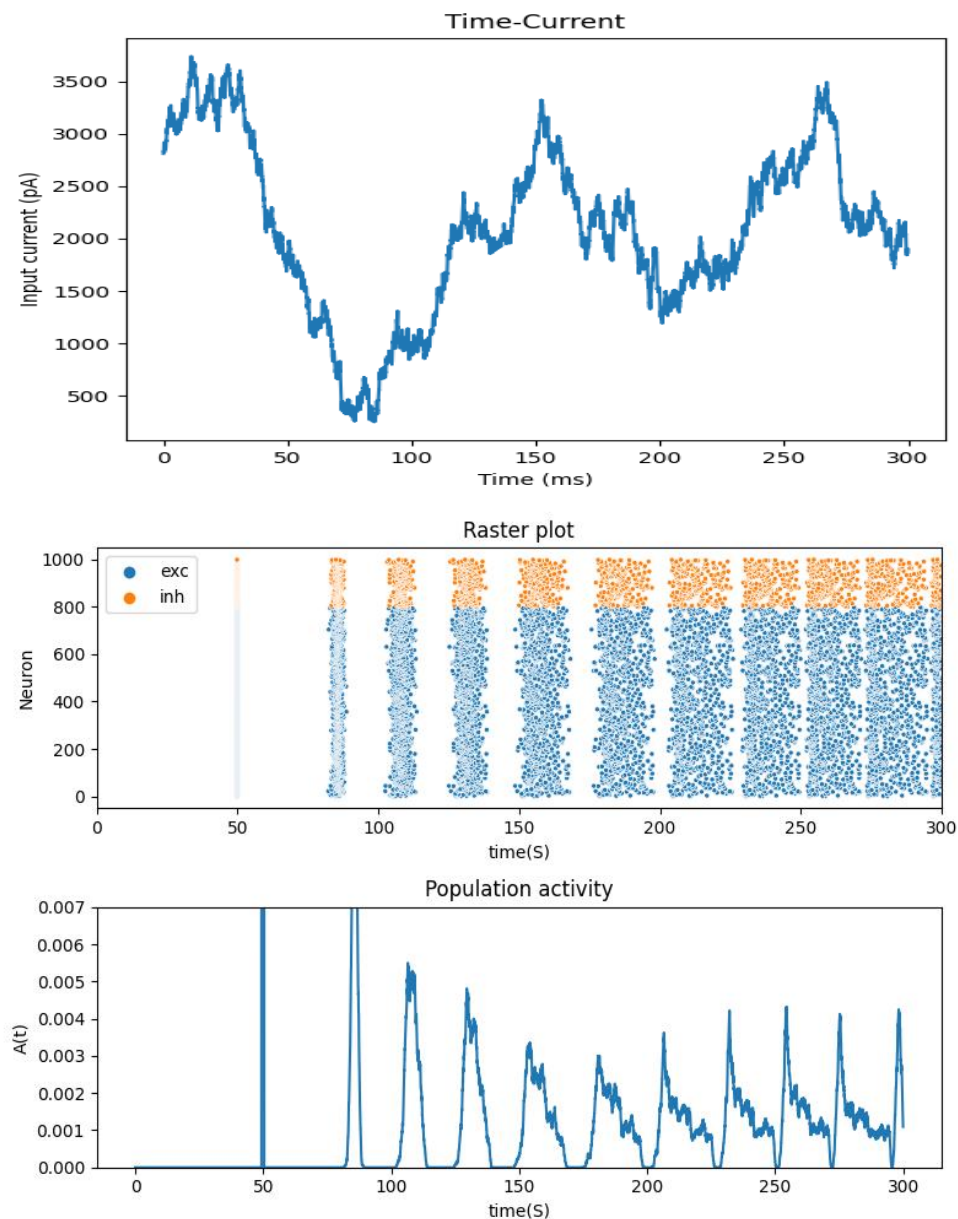 Time-Current
Input current (pA)
3500
3000
2500
2000
1500
1000
500
0 50 100 150 200 250 300
Time (ms)
Raster plot
exc
inh
Neuron
1000
800
600
400
200
0
0 50 100 150 200 250 300
time(S)
Population activity
A(t)
0.007
0.006
0.005
0.004
0.003
0.002
0.001
0.000
0 50 100 150 200 250 300
time(S)